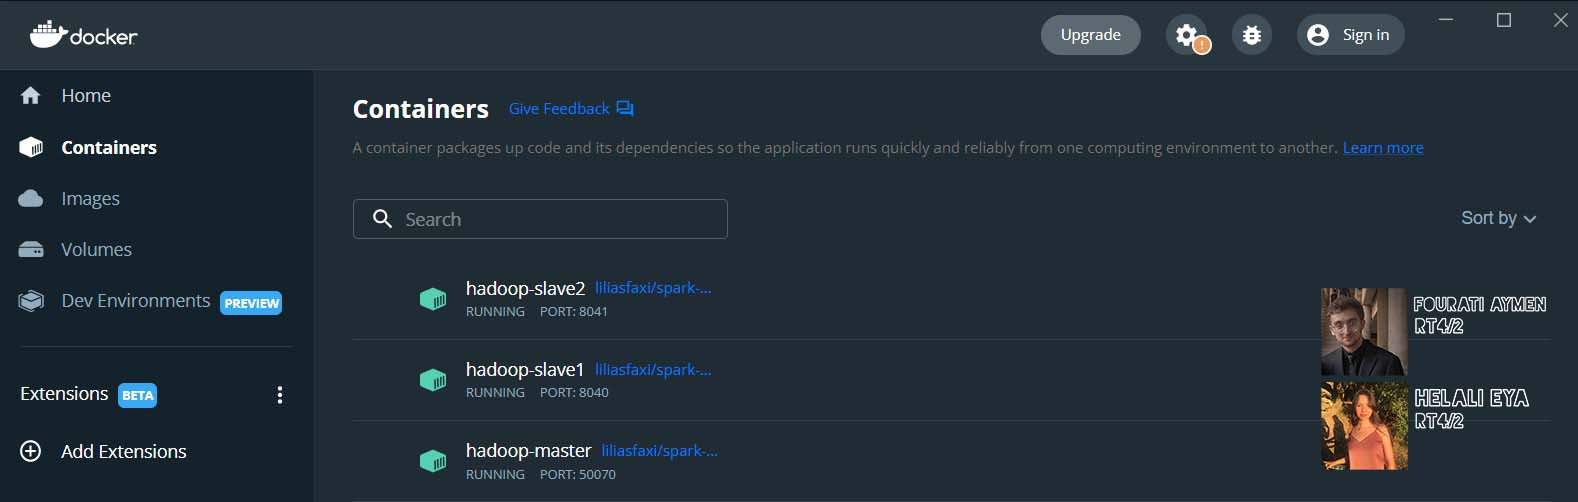 docker
Upgrade
!
Sign in
Home
Containers
Images
Volumes
Dev Environments PREVIEW
Extensions BETA
Add Extensions
Containers Give Feedback
A container packages up code and its dependencies so the application runs quickly and reliably from one computing environment to another. Learn more
Search
Sort by
hadoop-slave2 liliasfaxi/spark-...
RUNNING PORT: 8041
hadoop-slave1 liliasfaxi/spark-...
RUNNING PORT: 8040
hadoop-master liliasfaxi/spark-...
RUNNING PORT: 50070
FOURATI AYMEN
RT4/2
HELALI EYA
RT4/2